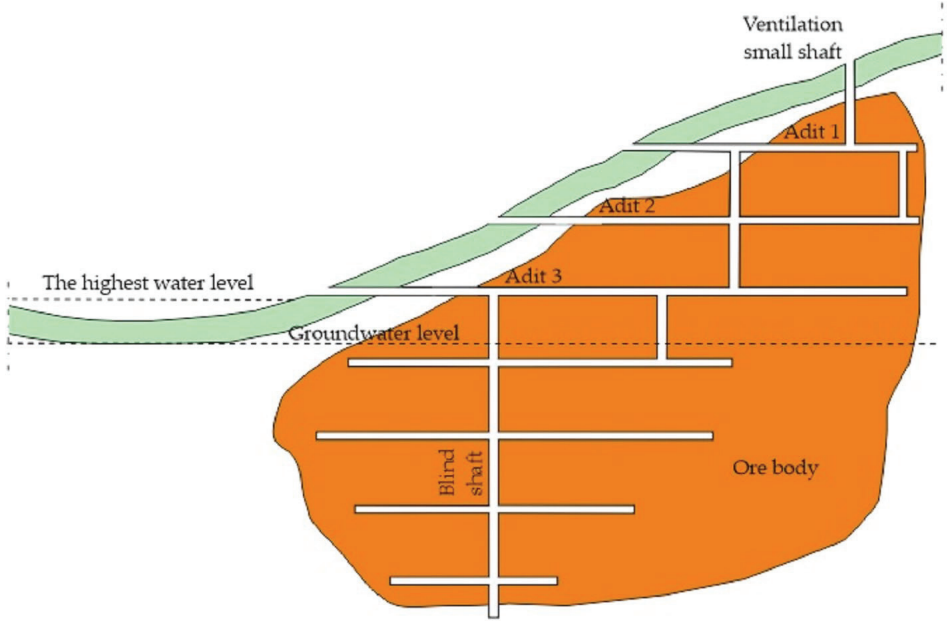 Ventilation
small shaft
Adit 1
Adit 2
Adit 3
The highest water level
Groundwater level
Blind
shaft
Ore body